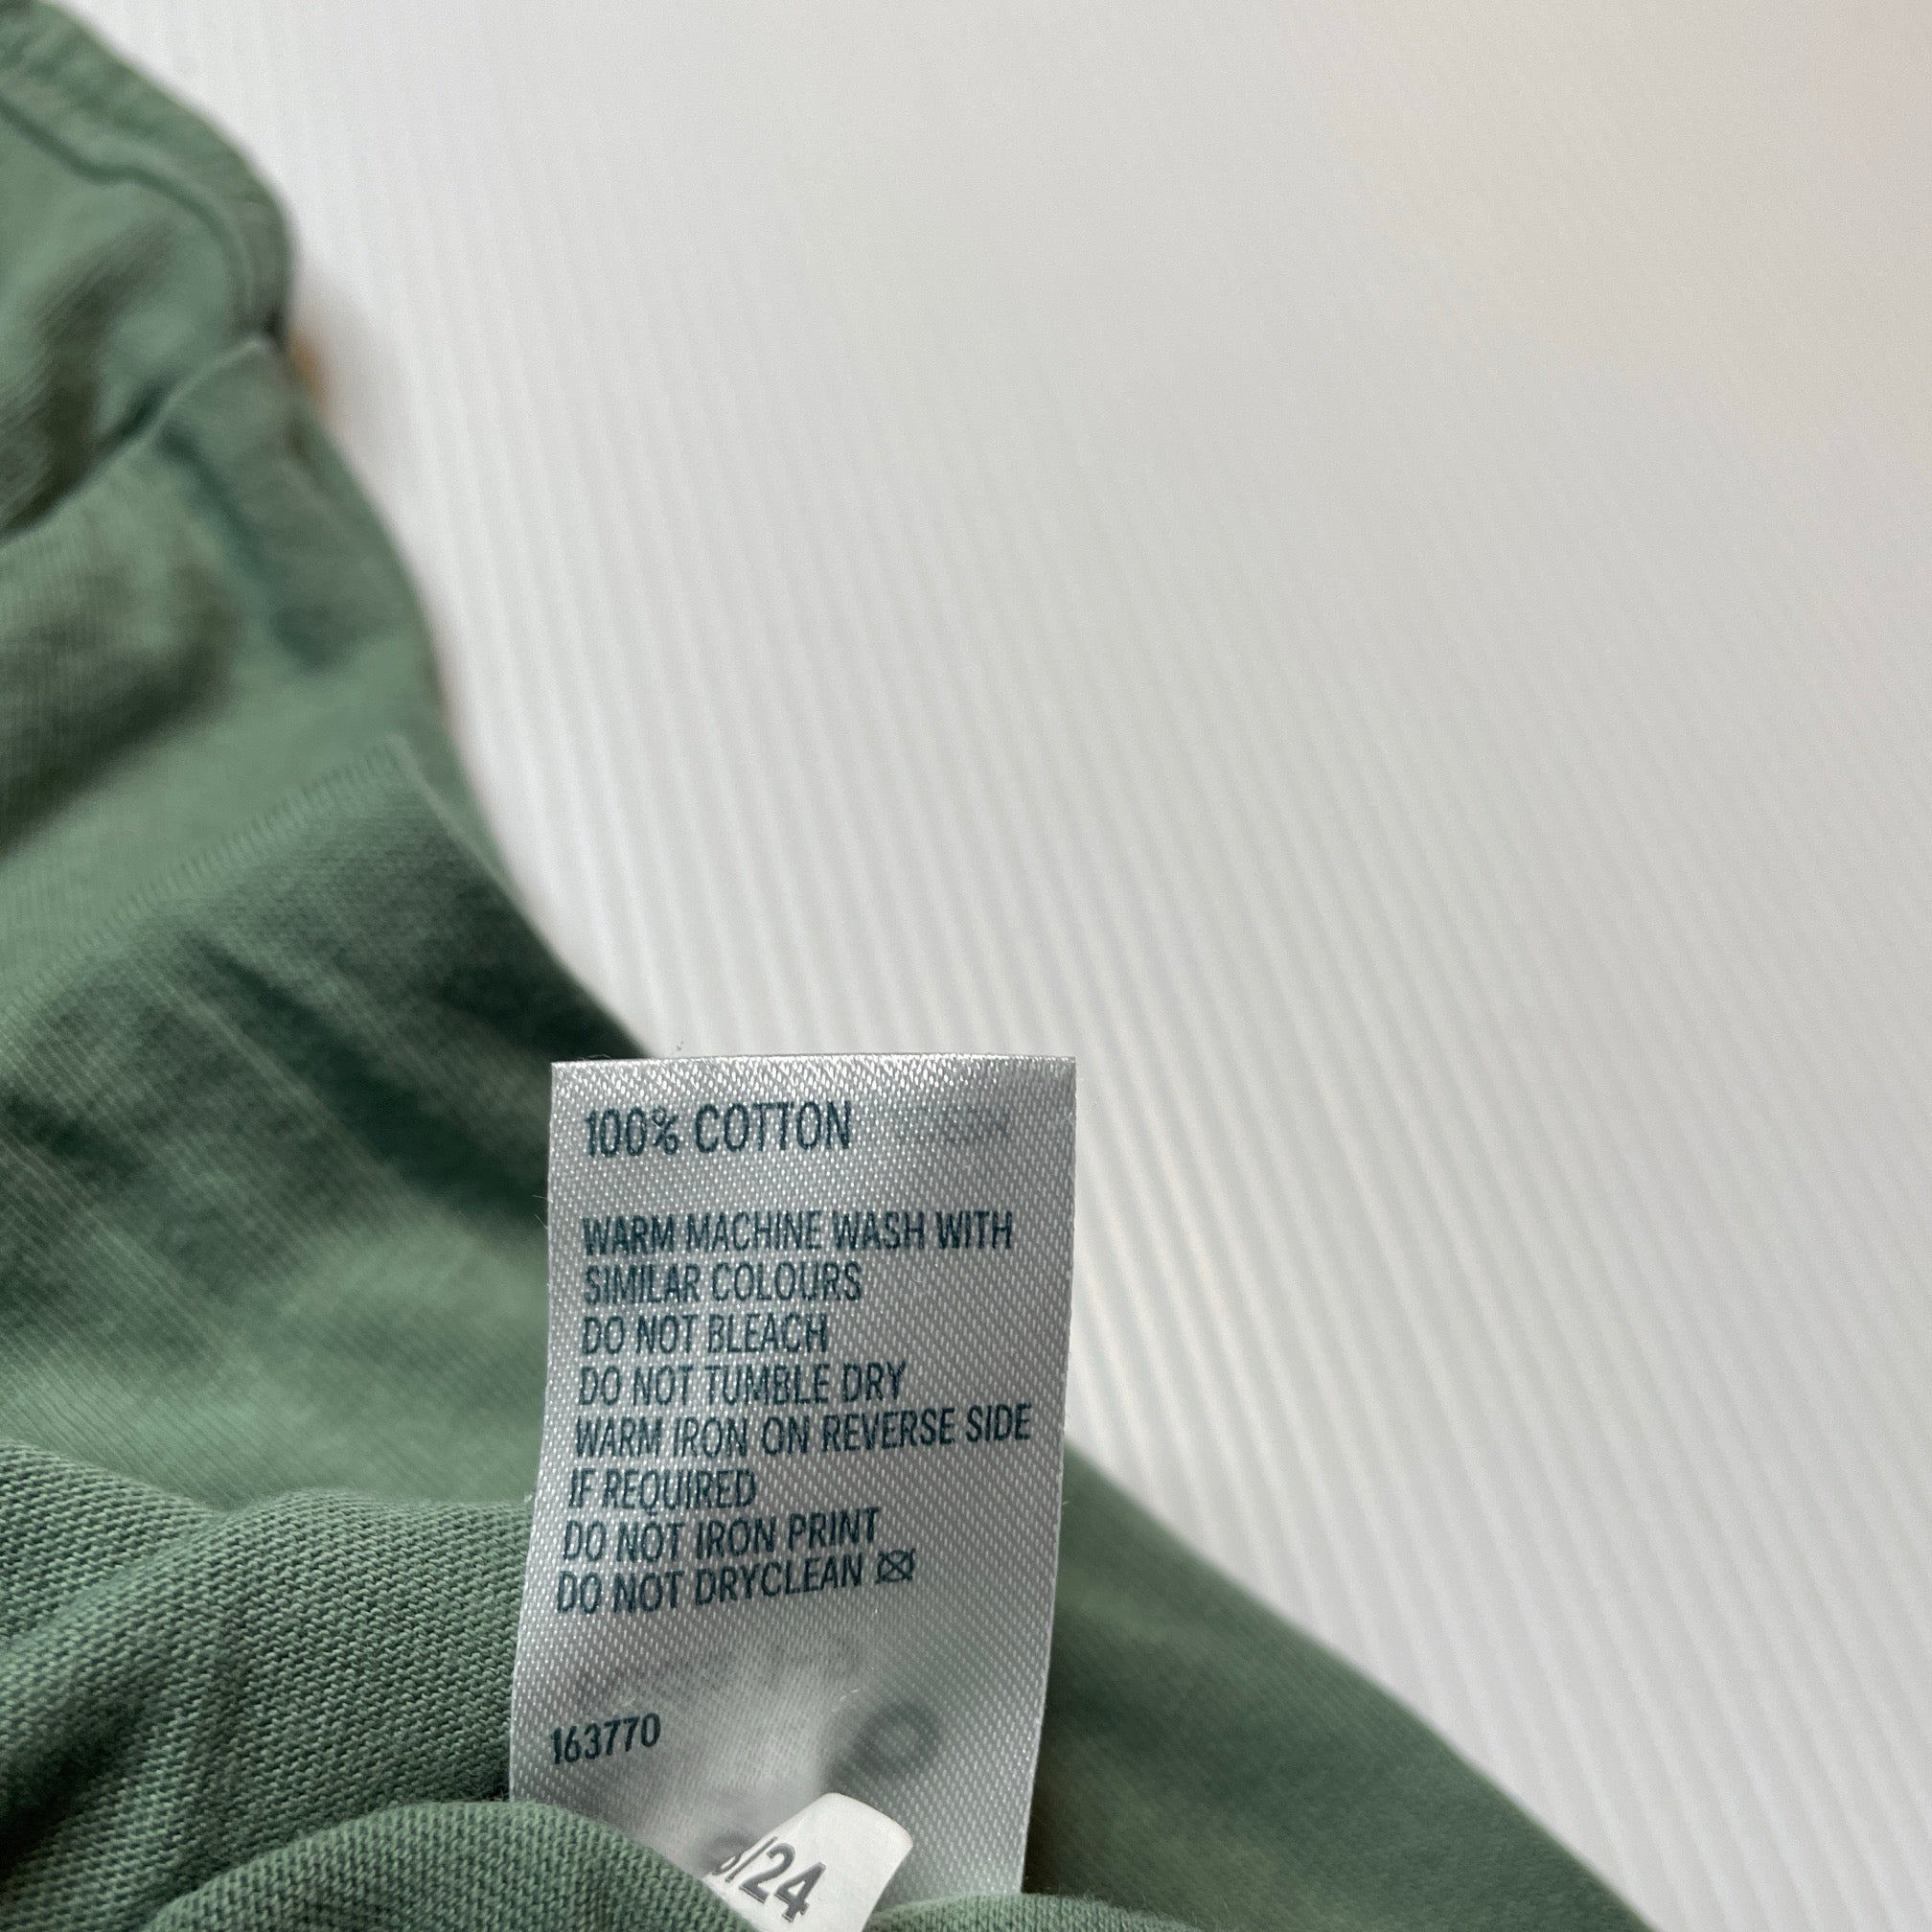 100% COTTON
WARM MACHINE WASH WITH
SIMILAR COLOURS
DO NOT BLEACH
DO NOT TUMBLE DRY
WARM IRON ON REVERSE SIDE
IF REQUIRED
DO NOT IRON PRINT
DO NOT DRYCLEAN
163770
/24